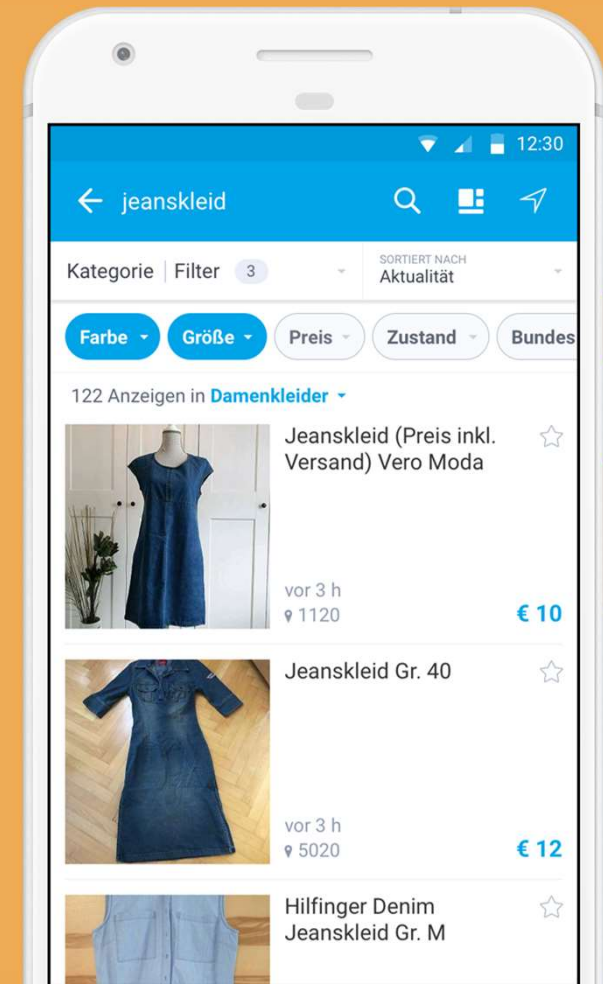 12:30
jeanskleid
Kategorie | Filter 3
SORTIERT NACH
Aktualität
Farbe Größe Preis Zustand Bundes
122 Anzeigen in Damenkleider
Jeanskleid (Preis inkl.
Versand) Vero Moda
vor 3 h
1120
€ 10
Jeanskleid Gr. 40
vor 3 h
5020
€ 12
Hilfinger Denim
Jeanskleid Gr. M